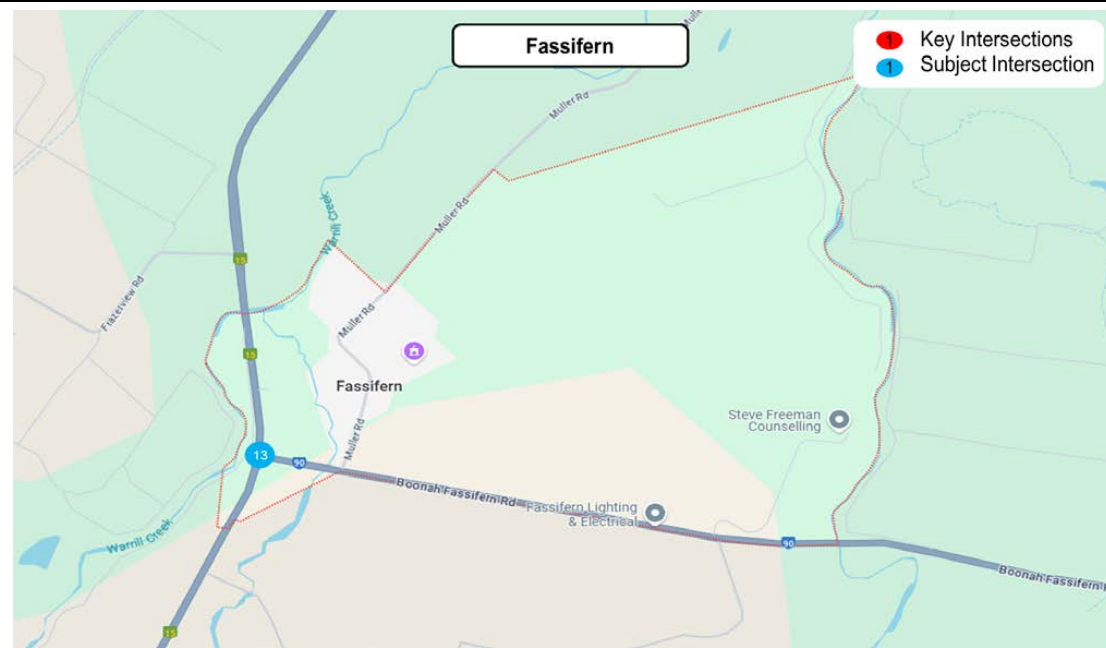 Fassifern
1 Key Intersections
1 Subject Intersection
Muller Rd
Muller Rd
Warrill Creek
15
Frazerview Rd
Muller Rd
15
Fassifern
Steve Freeman
Counselling
Muller Rd
13
90
Boonah Fassifern Rd
Fassifern Lighting
& Electrical
Warrill Creek
90
Boonah Fassifern R
15